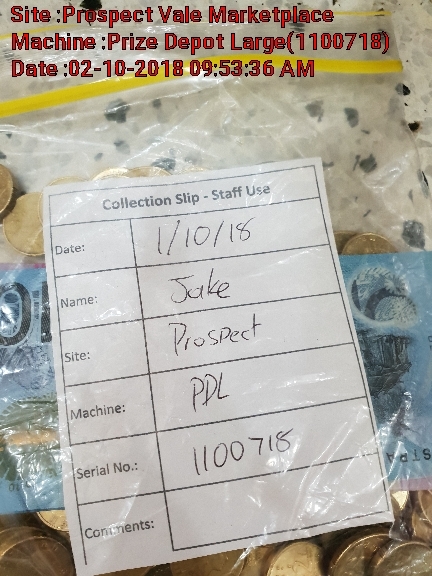 Site :Prospect Vale Marketplace
Machine :Prize Depot Large(1100718)
Date :02-10-2018 09:53:36 AM
Collection Slip - Staff Use
Date: 1/10/18
Name: Jake
Site: Prospect
Machine: PDL
Serial No.: 1100718
Comments: